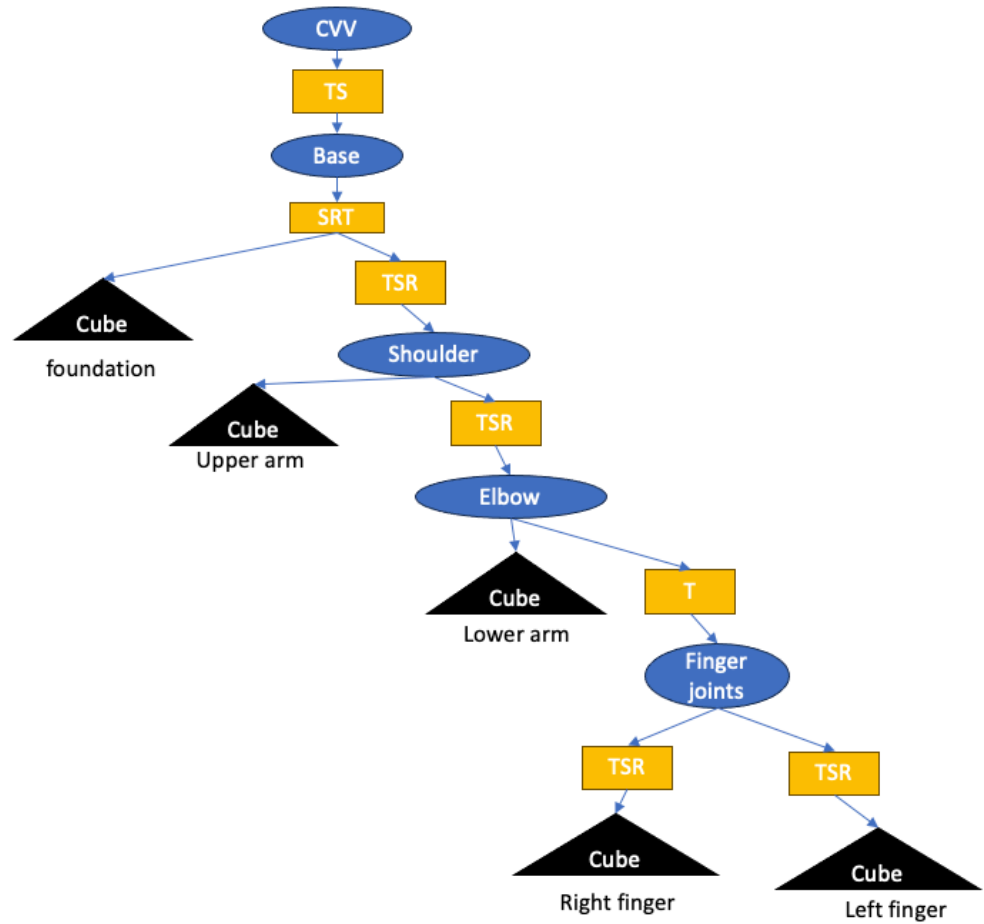 CVV
TS
Base
SRT
TSR
Cube
foundation
Shoulder
TSR
Cube
Upper arm
Elbow
T
Cube
Lower arm
Finger
joints
TSR
TSR
Cube
Right finger
Cube
Left finger